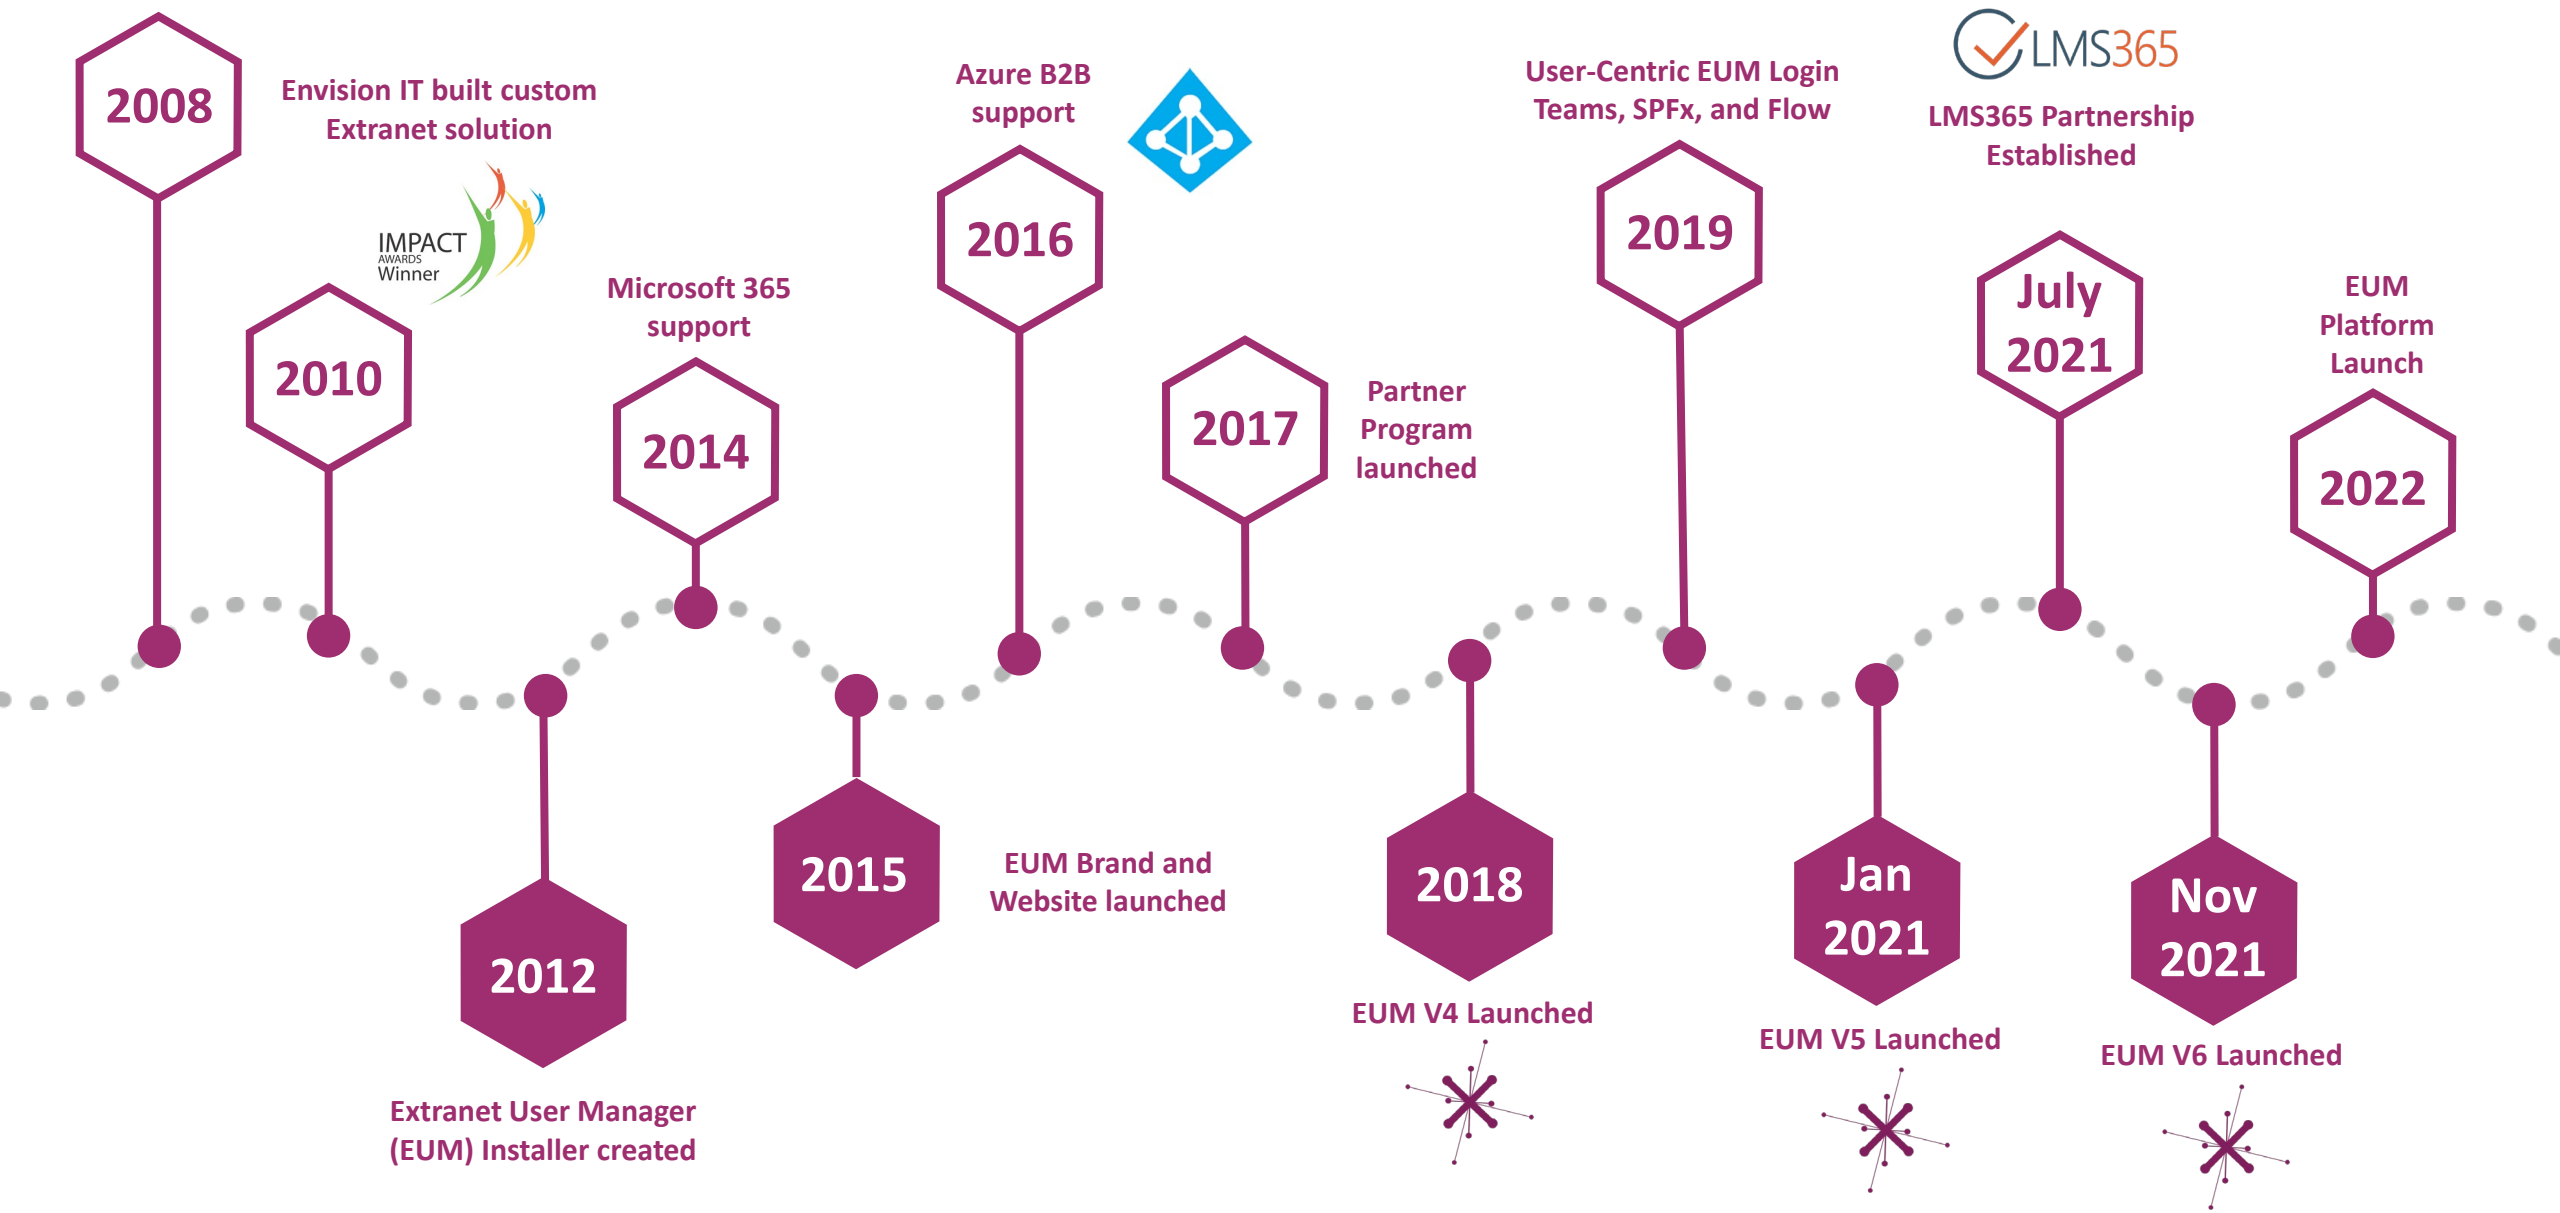 2008
Envision IT built custom
Extranet solution
2010
IMPACT
AWARDS
Winner
2012
Extranet User Manager
(EUM) Installer created
Microsoft 365
support
2014
2015
EUM Brand and
Website launched
Azure B2B
support
2016
2017
Partner
Program
launched
2018
EUM V4 Launched
User-Centric EUM Login
Teams, SPFx, and Flow
2019
Jan
2021
EUM V5 Launched
LMS365
LMS365 Partnership
Established
July
2021
Nov
2021
EUM V6 Launched
EUM
Platform
Launch
2022